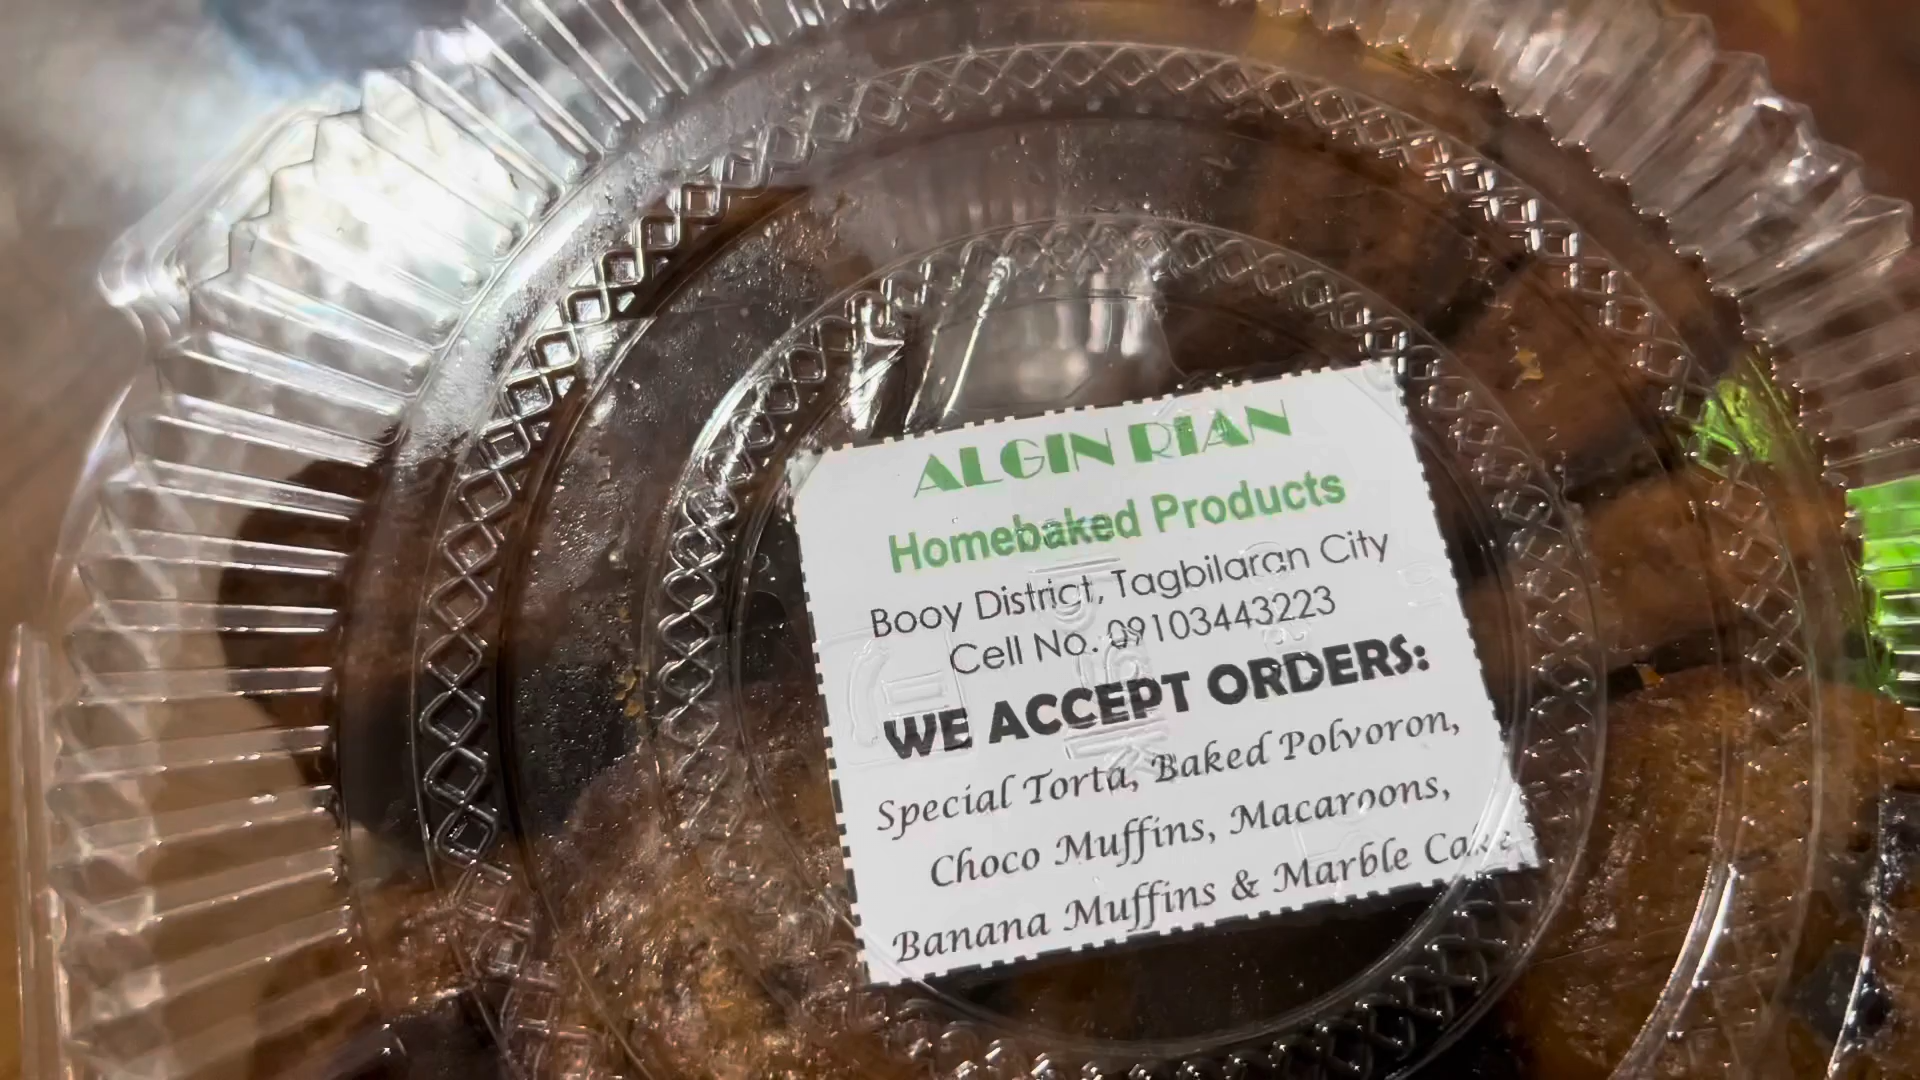 ALGIN RIAN
Homebaked Products
Booy District, Tagbilaran City
Cell No. 09103443223
WE ACCEPT ORDERS:
Special Torta, Baked Polvoron,
Choco Muffins, Macaroons,
Banana Muffins & Marble Cake